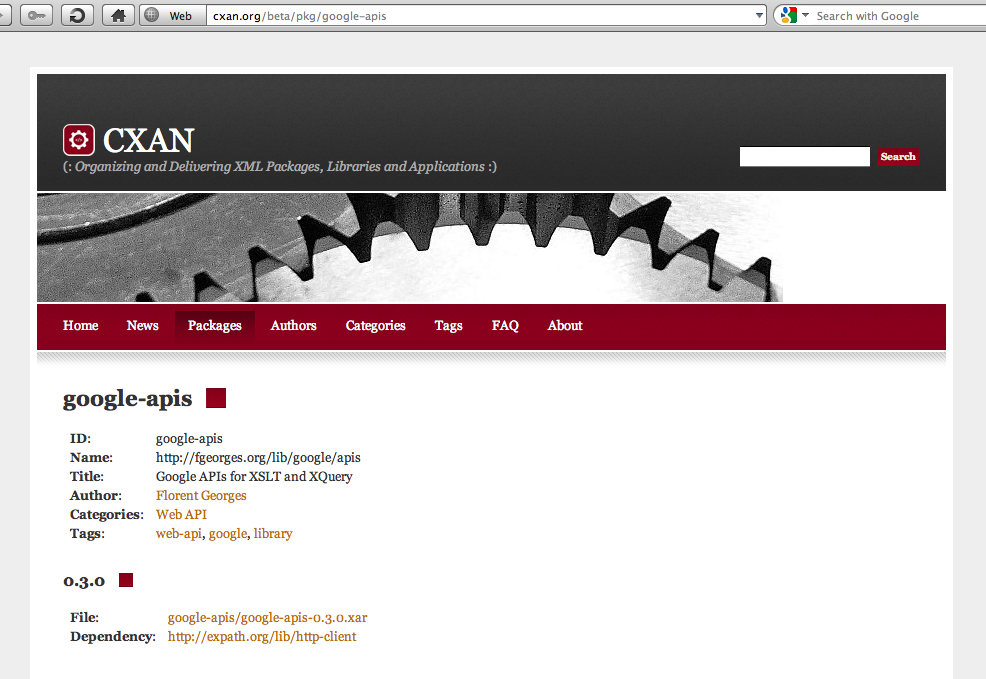 Web cxan.org/beta/pkg/google-apis Search with Google
CXAN
(: Organizing and Delivering XML Packages, Libraries and Applications :)
Search
Home News Packages Authors Categories Tags FAQ About
google-apis
ID: google-apis
Name: http://fgeorges.org/lib/google/apis
Title: Google APIs for XSLT and XQuery
Author: Florent Georges
Categories: Web API
Tags: web-api, google, library
0.3.0
File: google-apis/google-apis-0.3.0.xar
Dependency: http://expath.org/lib/http-client